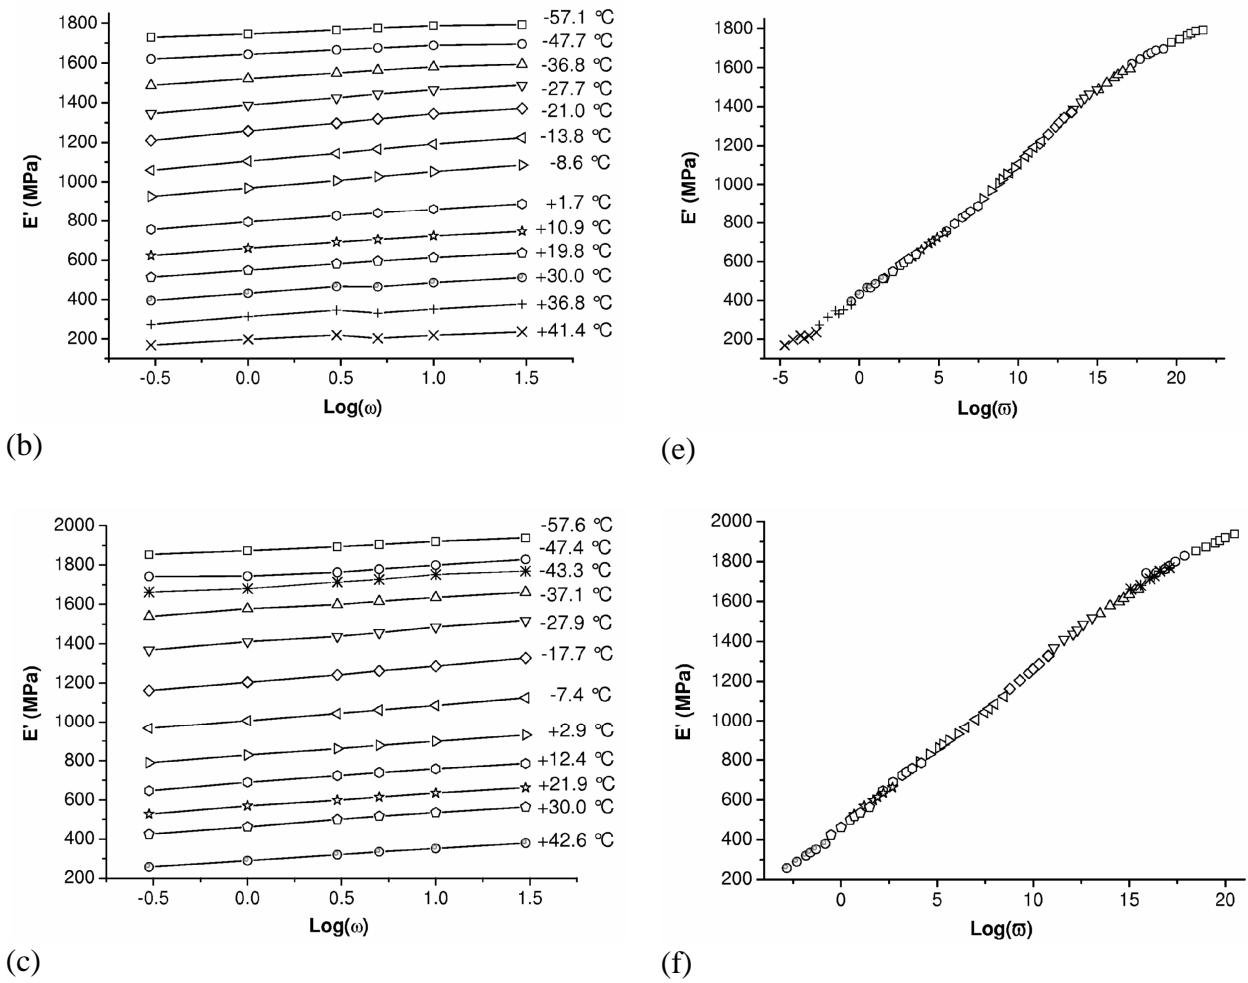 1800
1600
1400
1200
1000
800
600
400
200
E' (MPa)
-57.1 °C
-47.7 °C
-36.8 °C
-27.7 °C
-21.0 °C
-13.8 °C
-8.6 °C
+1.7 °C
+10.9 °C
+19.8 °C
+30.0 °C
+36.8 °C
+41.4 °C
-0.5 0.0 0.5 1.0 1.5
Log(ω)
(b)
1800
1600
1400
1200
1000
800
600
400
200
E' (MPa)
-5 0 5 10 15 20
Log(ϖ)
(e)
2000
1800
1600
1400
1200
1000
800
600
400
200
E' (MPa)
-57.6 °C
-47.4 °C
-43.3 °C
-37.1 °C
-27.9 °C
-17.7 °C
-7.4 °C
+2.9 °C
+12.4 °C
+21.9 °C
+30.0 °C
+42.6 °C
-0.5 0.0 0.5 1.0 1.5
Log(ω)
(c)
2000
1800
1600
1400
1200
1000
800
600
400
200
E' (MPa)
0 5 10 15 20
Log(ϖ)
(f)